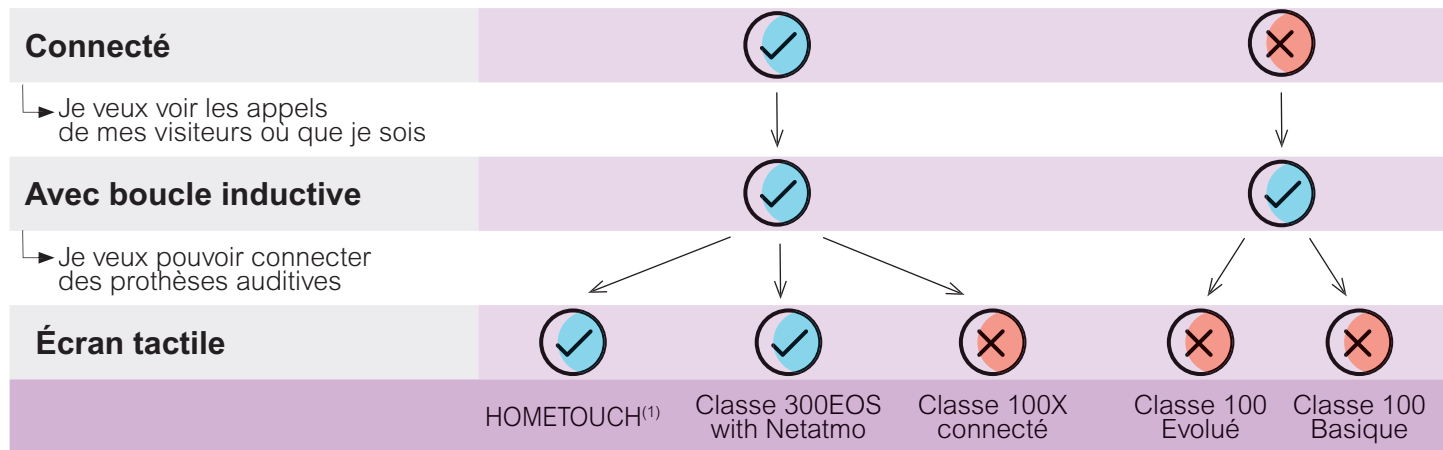 Connecté
Je veux voir les appels
de mes visiteurs où que je sois
Avec boucle inductive
Je veux pouvoir connecter
des prothèses auditives
Écran tactile
HOMETOUCH(1)
Classe 300EOS
with Netatmo
Classe 100X
connecté
Classe 100
Evolué
Classe 100
Basique